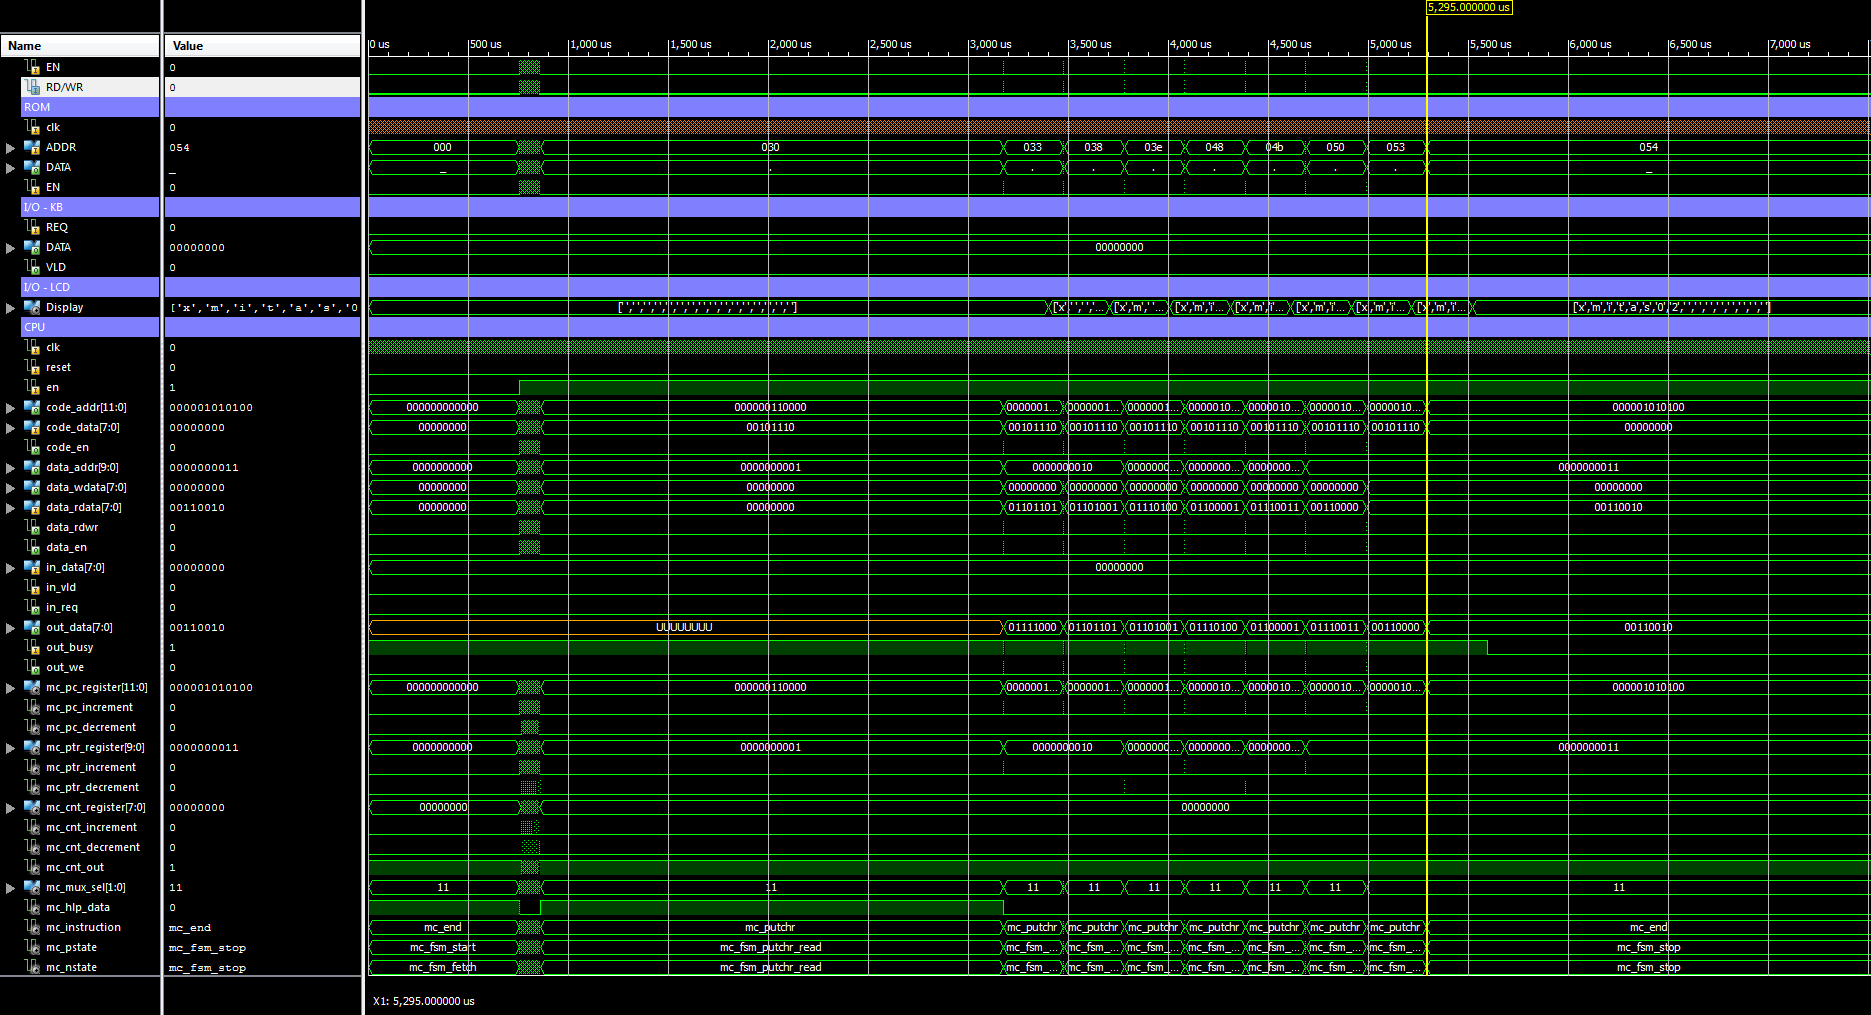 5,295.000000 us
Name Value 0 us 500 us 1,000 us 1,500 us 2,000 us 2,500 us 3,000 us 3,500 us 4,000 us 4,500 us 5,000 us 5,500 us 6,000 us 6,500 us 7,000 us
EN 0
RD/WR 0
ROM
clk 0
ADDR 054 000 030 033 038 03e 048 04b 050 053 054
DATA _ _ . . . . . . . . _
EN 0
I/O - KB
REQ 0
DATA 00000000 00000000
VLD 0
I/O - LCD
Display ['x','m','i','t','a','s','0 [' ',' ',' ',' ',' ',' ',' ',' ',' ',' ',' ',' ',' ',' ',' ',' '] ['x',' ',' ',... ['x','m',' '... ['x','m','i'... ['x','m','i'... ['x','m','i'... ['x','m','i'... ['x','m','i'... ['x','m','i','t','a','s','0','2',' ',' ',' ',' ',' ',' ',' ',' ']
CPU
clk 0
reset 0
en 1
code_addr[11:0] 000001010100 000000000000 000000110000 0000001... 0000001... 0000001... 0000010... 0000010... 0000010... 0000010... 000001010100
code_data[7:0] 00000000 00000000 00101110 00101110 00101110 00101110 00101110 00101110 00101110 00101110 00000000
code_en 0
data_addr[9:0] 0000000011 0000000000 0000000001 0000000010 000000... 000000... 000000... 0000000011
data_wdata[7:0] 00000000 00000000 00000000 00000000 00000000 00000000 00000000 00000000 00000000 00000000
data_rdata[7:0] 00110010 00000000 00000000 01101101 01101001 01110100 01100001 01110011 00110000 00110010
data_rdwr 0
data_en 0
in_data[7:0] 00000000 00000000
in_vld 0
in_req 0
out_data[7:0] 00110010 UUUUUUUU 01111000 01101101 01101001 01110100 01100001 01110011 00110000 00110010
out_busy 1
out_we 0
mc_pc_register[11:0] 000001010100 000000000000 000000110000 0000001... 0000001... 0000001... 0000010... 0000010... 0000010... 0000010... 000001010100
mc_pc_increment 0
mc_pc_decrement 0
mc_ptr_register[9:0] 0000000011 0000000000 0000000001 0000000010 000000... 000000... 000000... 0000000011
mc_ptr_increment 0
mc_ptr_decrement 0
mc_cnt_register[7:0] 00000000 00000000 00000000
mc_cnt_increment 0
mc_cnt_decrement 0
mc_cnt_out 1
mc_mux_sel[1:0] 11 11 11 11 11 11 11 11 11 11
mc_hlp_data 0
mc_instruction mc_end mc_end mc_putchr mc_putchr mc_putchr mc_putchr mc_putchr mc_putchr mc_putchr mc_putchr mc_end
mc_pstate mc_fsm_stop mc_fsm_start mc_fsm_putchr_read mc_fsm_... mc_fsm_... mc_fsm_... mc_fsm_... mc_fsm_... mc_fsm_... mc_fsm_... mc_fsm_stop
mc_nstate mc_fsm_stop mc_fsm_fetch mc_fsm_putchr_read mc_fsm_... mc_fsm_... mc_fsm_... mc_fsm_... mc_fsm_... mc_fsm_... mc_fsm_... mc_fsm_stop
X1: 5,295.000000 us